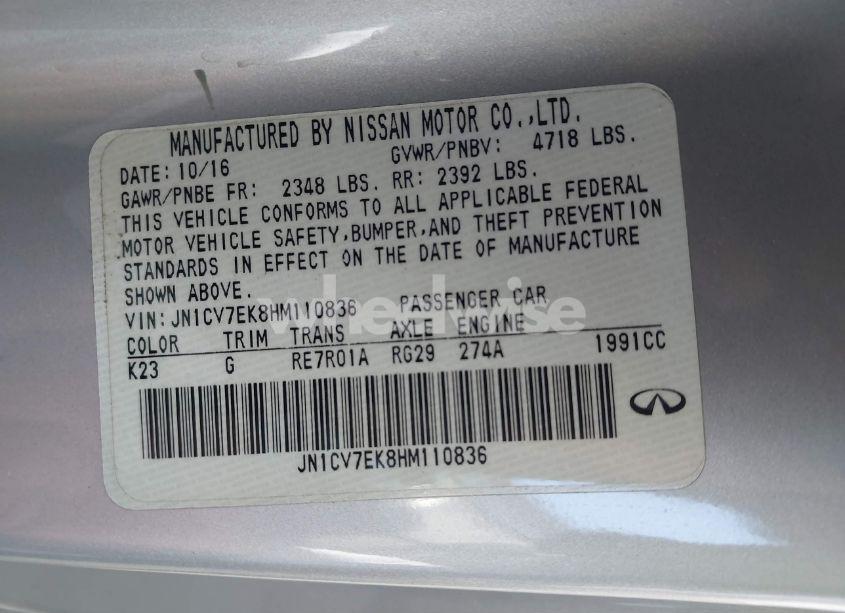 MANUFACTURED BY NISSAN MOTOR CO.,LTD.
DATE: 10/16 GVWR/PNBV: 4718 LBS.
GAWR/PNBE FR: 2348 LBS. RR: 2392 LBS.
THIS VEHICLE CONFORMS TO ALL APPLICABLE FEDERAL
MOTOR VEHICLE SAFETY,BUMPER,AND THEFT PREVENTION
STANDARDS IN EFFECT ON THE DATE OF MANUFACTURE
SHOWN ABOVE.
VIN: JN1CV7EK8HM110836 PASSENGER CAR
wheelwise
COLOR TRIM TRANS AXLE ENGINE
K23 G RE7R01A RG29 274A 1991CC
JN1CV7EK8HM110836